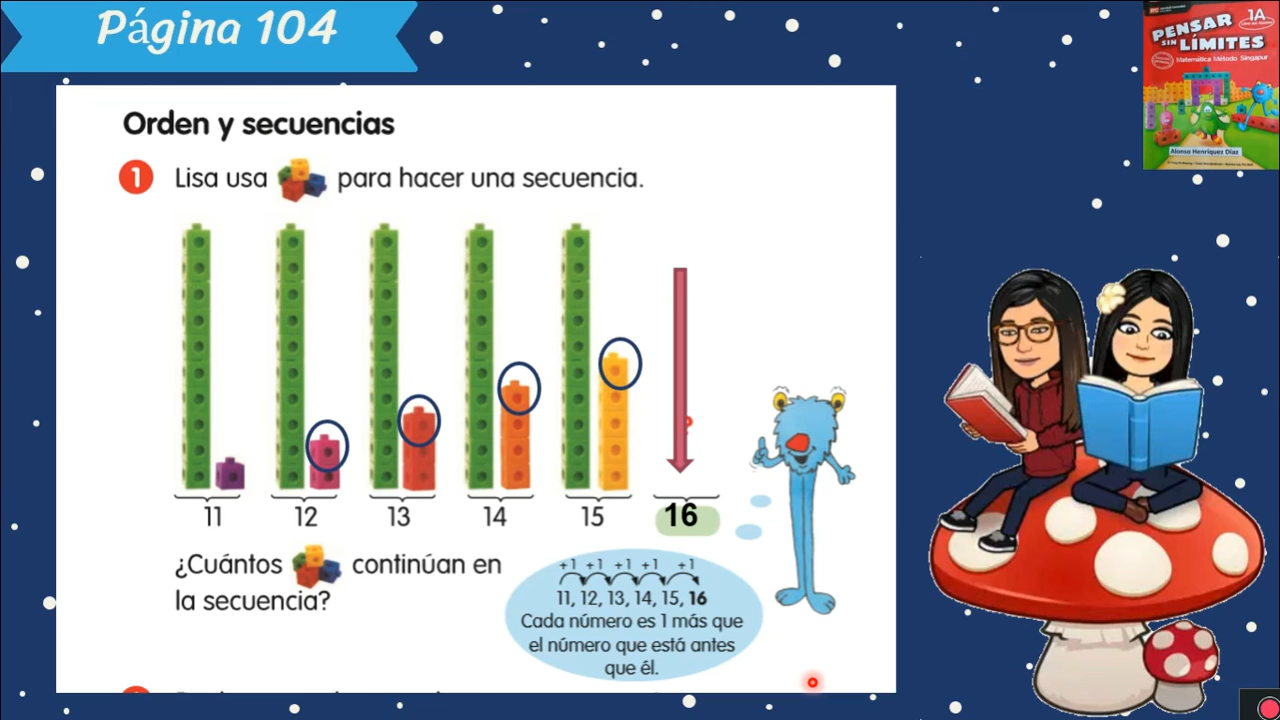 Página 104
1A
PENSAR
SIN LÍMITES
Matemática Método Singapur
Alonso Henríquez Díaz
Orden y secuencias
1 Lisa usa para hacer una secuencia.
11 12 13 14 15 16
¿Cuántos continúan en
la secuencia?
+1 +1 +1 +1 +1
11, 12, 13, 14, 15, 16
Cada número es 1 más que
el número que está antes
que él.